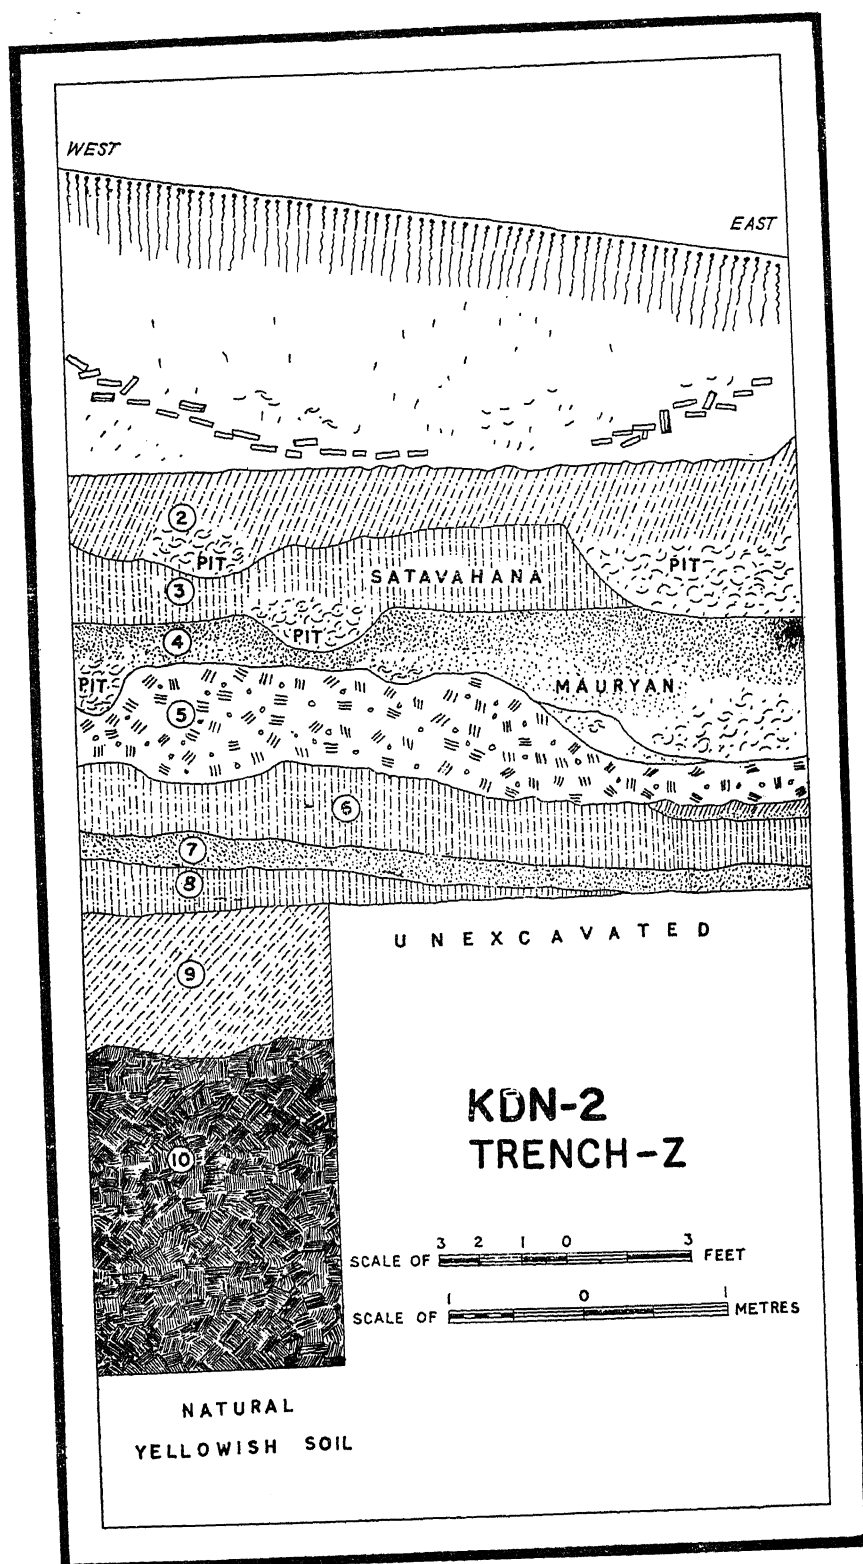 WEST
EAST
2
PIT
PIT
3
SATAVAHANA
4
PIT
PIT
MAURYAN
5
6
7
8
UNEXCAVATED
9
KDN-2
TRENCH-Z
10
3 2 1 0 3
SCALE OF FEET
1 0 1
SCALE OF METRES
NATURAL
YELLOWISH SOIL